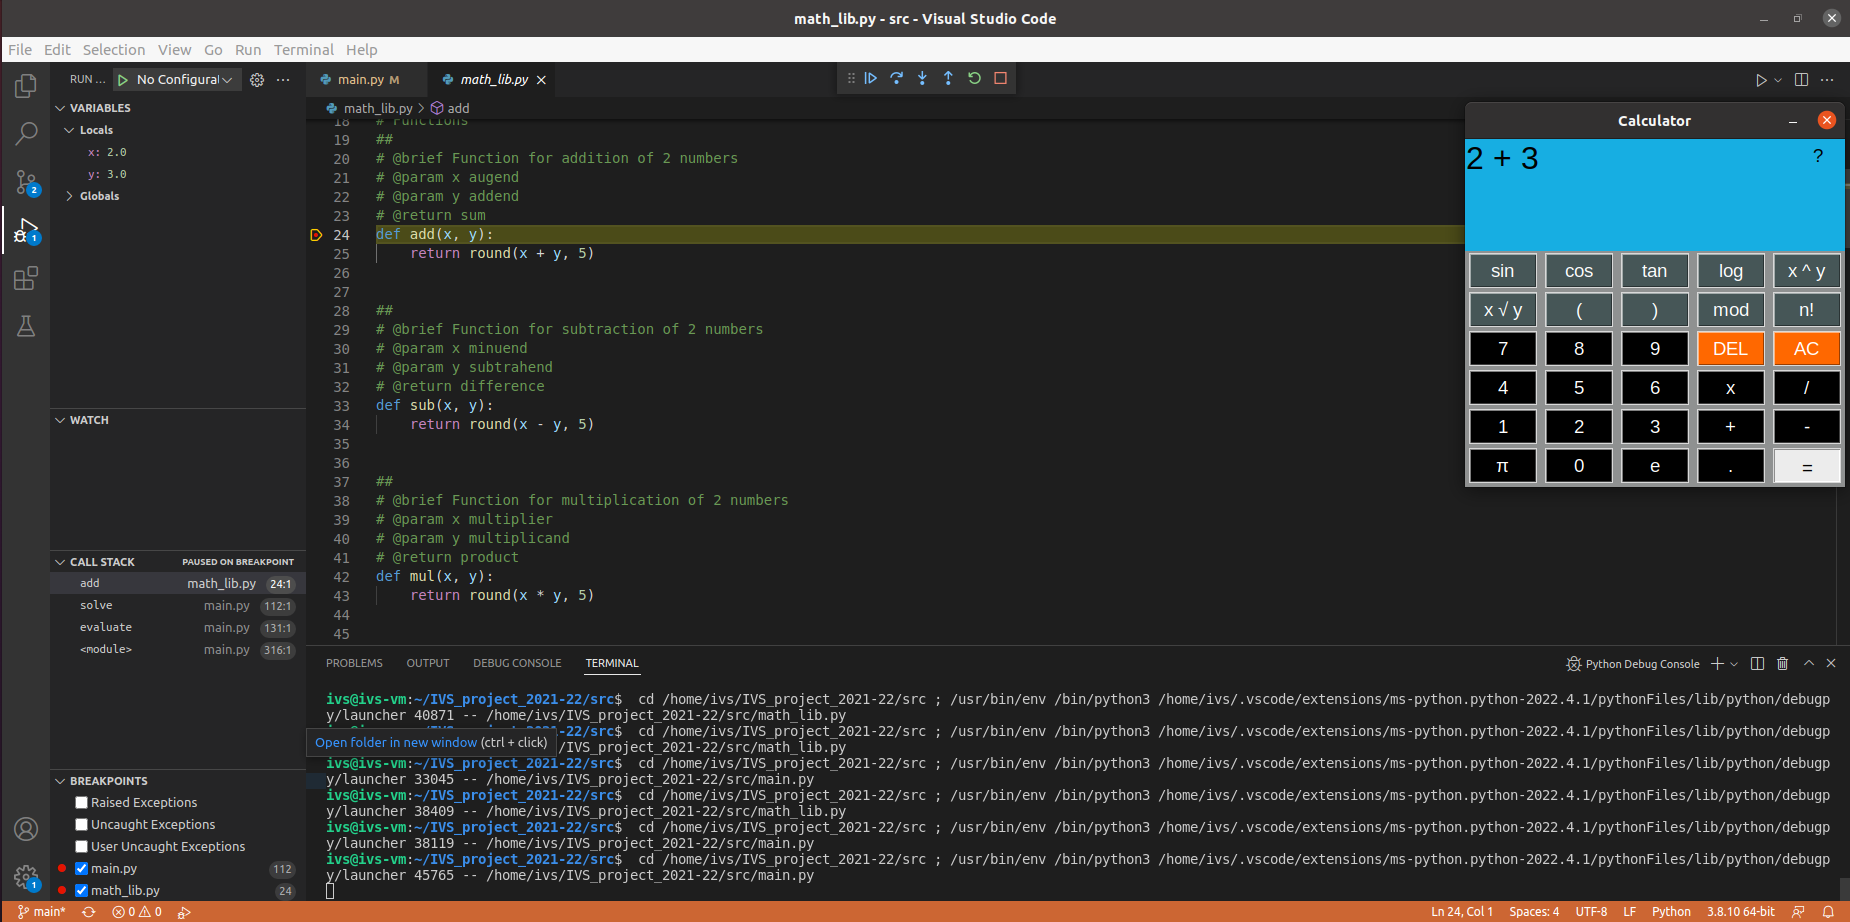 math_lib.py - src - Visual Studio Code
File Edit Selection View Go Run Terminal Help
RUN ... No Configural
main.py M
math_lib.py
math_lib.py > add
VARIABLES
Locals
x: 2.0
y: 3.0
Globals
WATCH
CALL STACK PAUSED ON BREAKPOINT
add math_lib.py 24:1
solve main.py 112:1
evaluate main.py 131:1
<module> main.py 316:1
BREAKPOINTS
Raised Exceptions
Uncaught Exceptions
User Uncaught Exceptions
main.py 112
math_lib.py 24
2
1
1
18 # Functions
19 ##
20 # @brief Function for addition of 2 numbers
21 # @param x augend
22 # @param y addend
23 # @return sum
24 def add(x, y):
25 return round(x + y, 5)
26
27
28 ##
29 # @brief Function for subtraction of 2 numbers
30 # @param x minuend
31 # @param y subtrahend
32 # @return difference
33 def sub(x, y):
34 return round(x - y, 5)
35
36
37 ##
38 # @brief Function for multiplication of 2 numbers
39 # @param x multiplier
40 # @param y multiplicand
41 # @return product
42 def mul(x, y):
43 return round(x * y, 5)
44
45
Calculator
2 + 3 ?
sin cos tan log x ^ y
x √ y ( ) mod n!
7 8 9 DEL AC
4 5 6 x /
1 2 3 + -
π 0 e . =
PROBLEMS OUTPUT DEBUG CONSOLE TERMINAL Python Debug Console
ivs@ivs-vm:~/IVS_project_2021-22/src$ cd /home/ivs/IVS_project_2021-22/src ; /usr/bin/env /bin/python3 /home/ivs/.vscode/extensions/ms-python.python-2022.4.1/pythonFiles/lib/python/debugp
y/launcher 40871 -- /home/ivs/IVS_project_2021-22/src/math_lib.py
-22/src$ cd /home/ivs/IVS_project_2021-22/src ; /usr/bin/env /bin/python3 /home/ivs/.vscode/extensions/ms-python.python-2022.4.1/pythonFiles/lib/python/debugp
Open folder in new window (ctrl + click)
/IVS_project_2021-22/src/math_lib.py
ivs@ivs-vm:~/IVS_project_2021-22/src$ cd /home/ivs/IVS_project_2021-22/src ; /usr/bin/env /bin/python3 /home/ivs/.vscode/extensions/ms-python.python-2022.4.1/pythonFiles/lib/python/debugp
y/launcher 33045 -- /home/ivs/IVS_project_2021-22/src/main.py
ivs@ivs-vm:~/IVS_project_2021-22/src$ cd /home/ivs/IVS_project_2021-22/src ; /usr/bin/env /bin/python3 /home/ivs/.vscode/extensions/ms-python.python-2022.4.1/pythonFiles/lib/python/debugp
y/launcher 38409 -- /home/ivs/IVS_project_2021-22/src/math_lib.py
ivs@ivs-vm:~/IVS_project_2021-22/src$ cd /home/ivs/IVS_project_2021-22/src ; /usr/bin/env /bin/python3 /home/ivs/.vscode/extensions/ms-python.python-2022.4.1/pythonFiles/lib/python/debugp
y/launcher 38119 -- /home/ivs/IVS_project_2021-22/src/main.py
ivs@ivs-vm:~/IVS_project_2021-22/src$ cd /home/ivs/IVS_project_2021-22/src ; /usr/bin/env /bin/python3 /home/ivs/.vscode/extensions/ms-python.python-2022.4.1/pythonFiles/lib/python/debugp
y/launcher 45765 -- /home/ivs/IVS_project_2021-22/src/main.py
main* 0 0 Ln 24, Col 1 Spaces: 4 UTF-8 LF Python 3.8.10 64-bit